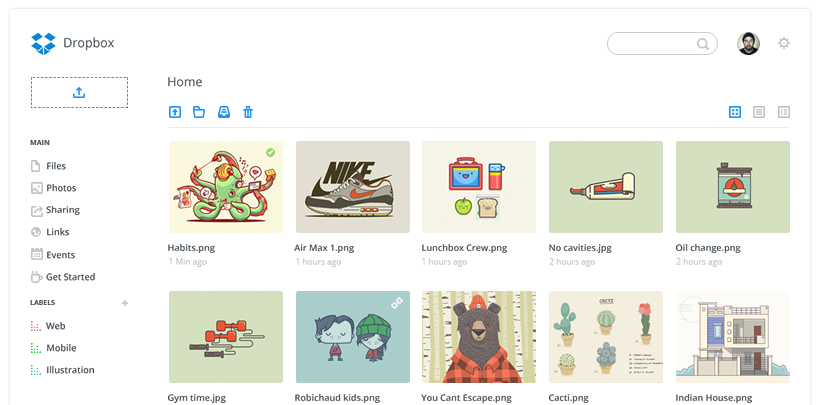 Dropbox
Home
MAIN
Files
Photos
Sharing
Links
Events
Get Started
LABELS
Web
Mobile
Illustration
NIKE
Habits.png
Air Max 1.png
Lunchbox Crew.png
No cavities.jpg
Oil change.png
1 Min ago
1 hours ago
1 hours ago
2 hours ago
2 hours ago
CACTI
Gym time.jpg
Robichaud kids.png
You Cant Escape.png
Cacti.png
Indian House.png